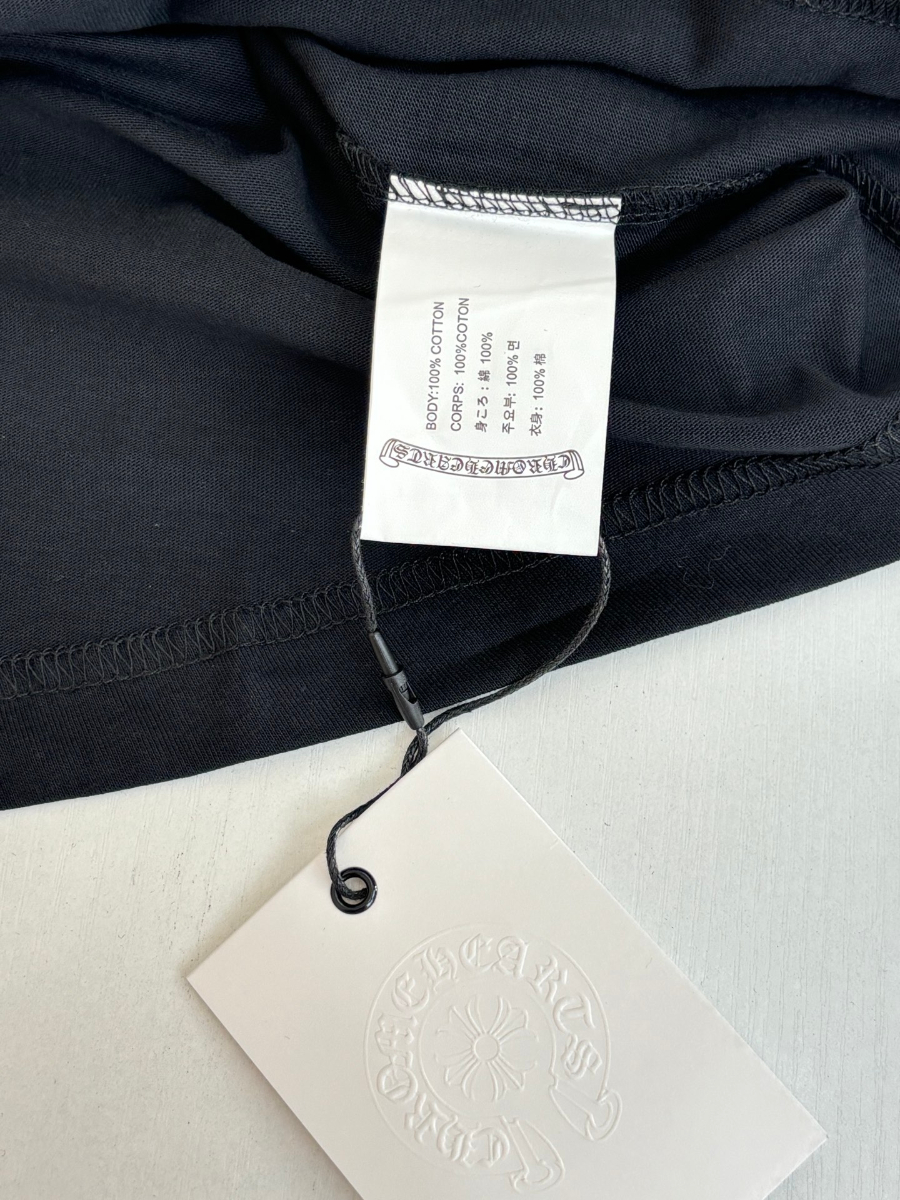 BODY:100% COTTON
CORPS: 100%COTON
身ころ : 綿 100%
주요부: 100% 면
衣身: 100% 棉
CHROME HEARTS
CHROME HEARTS